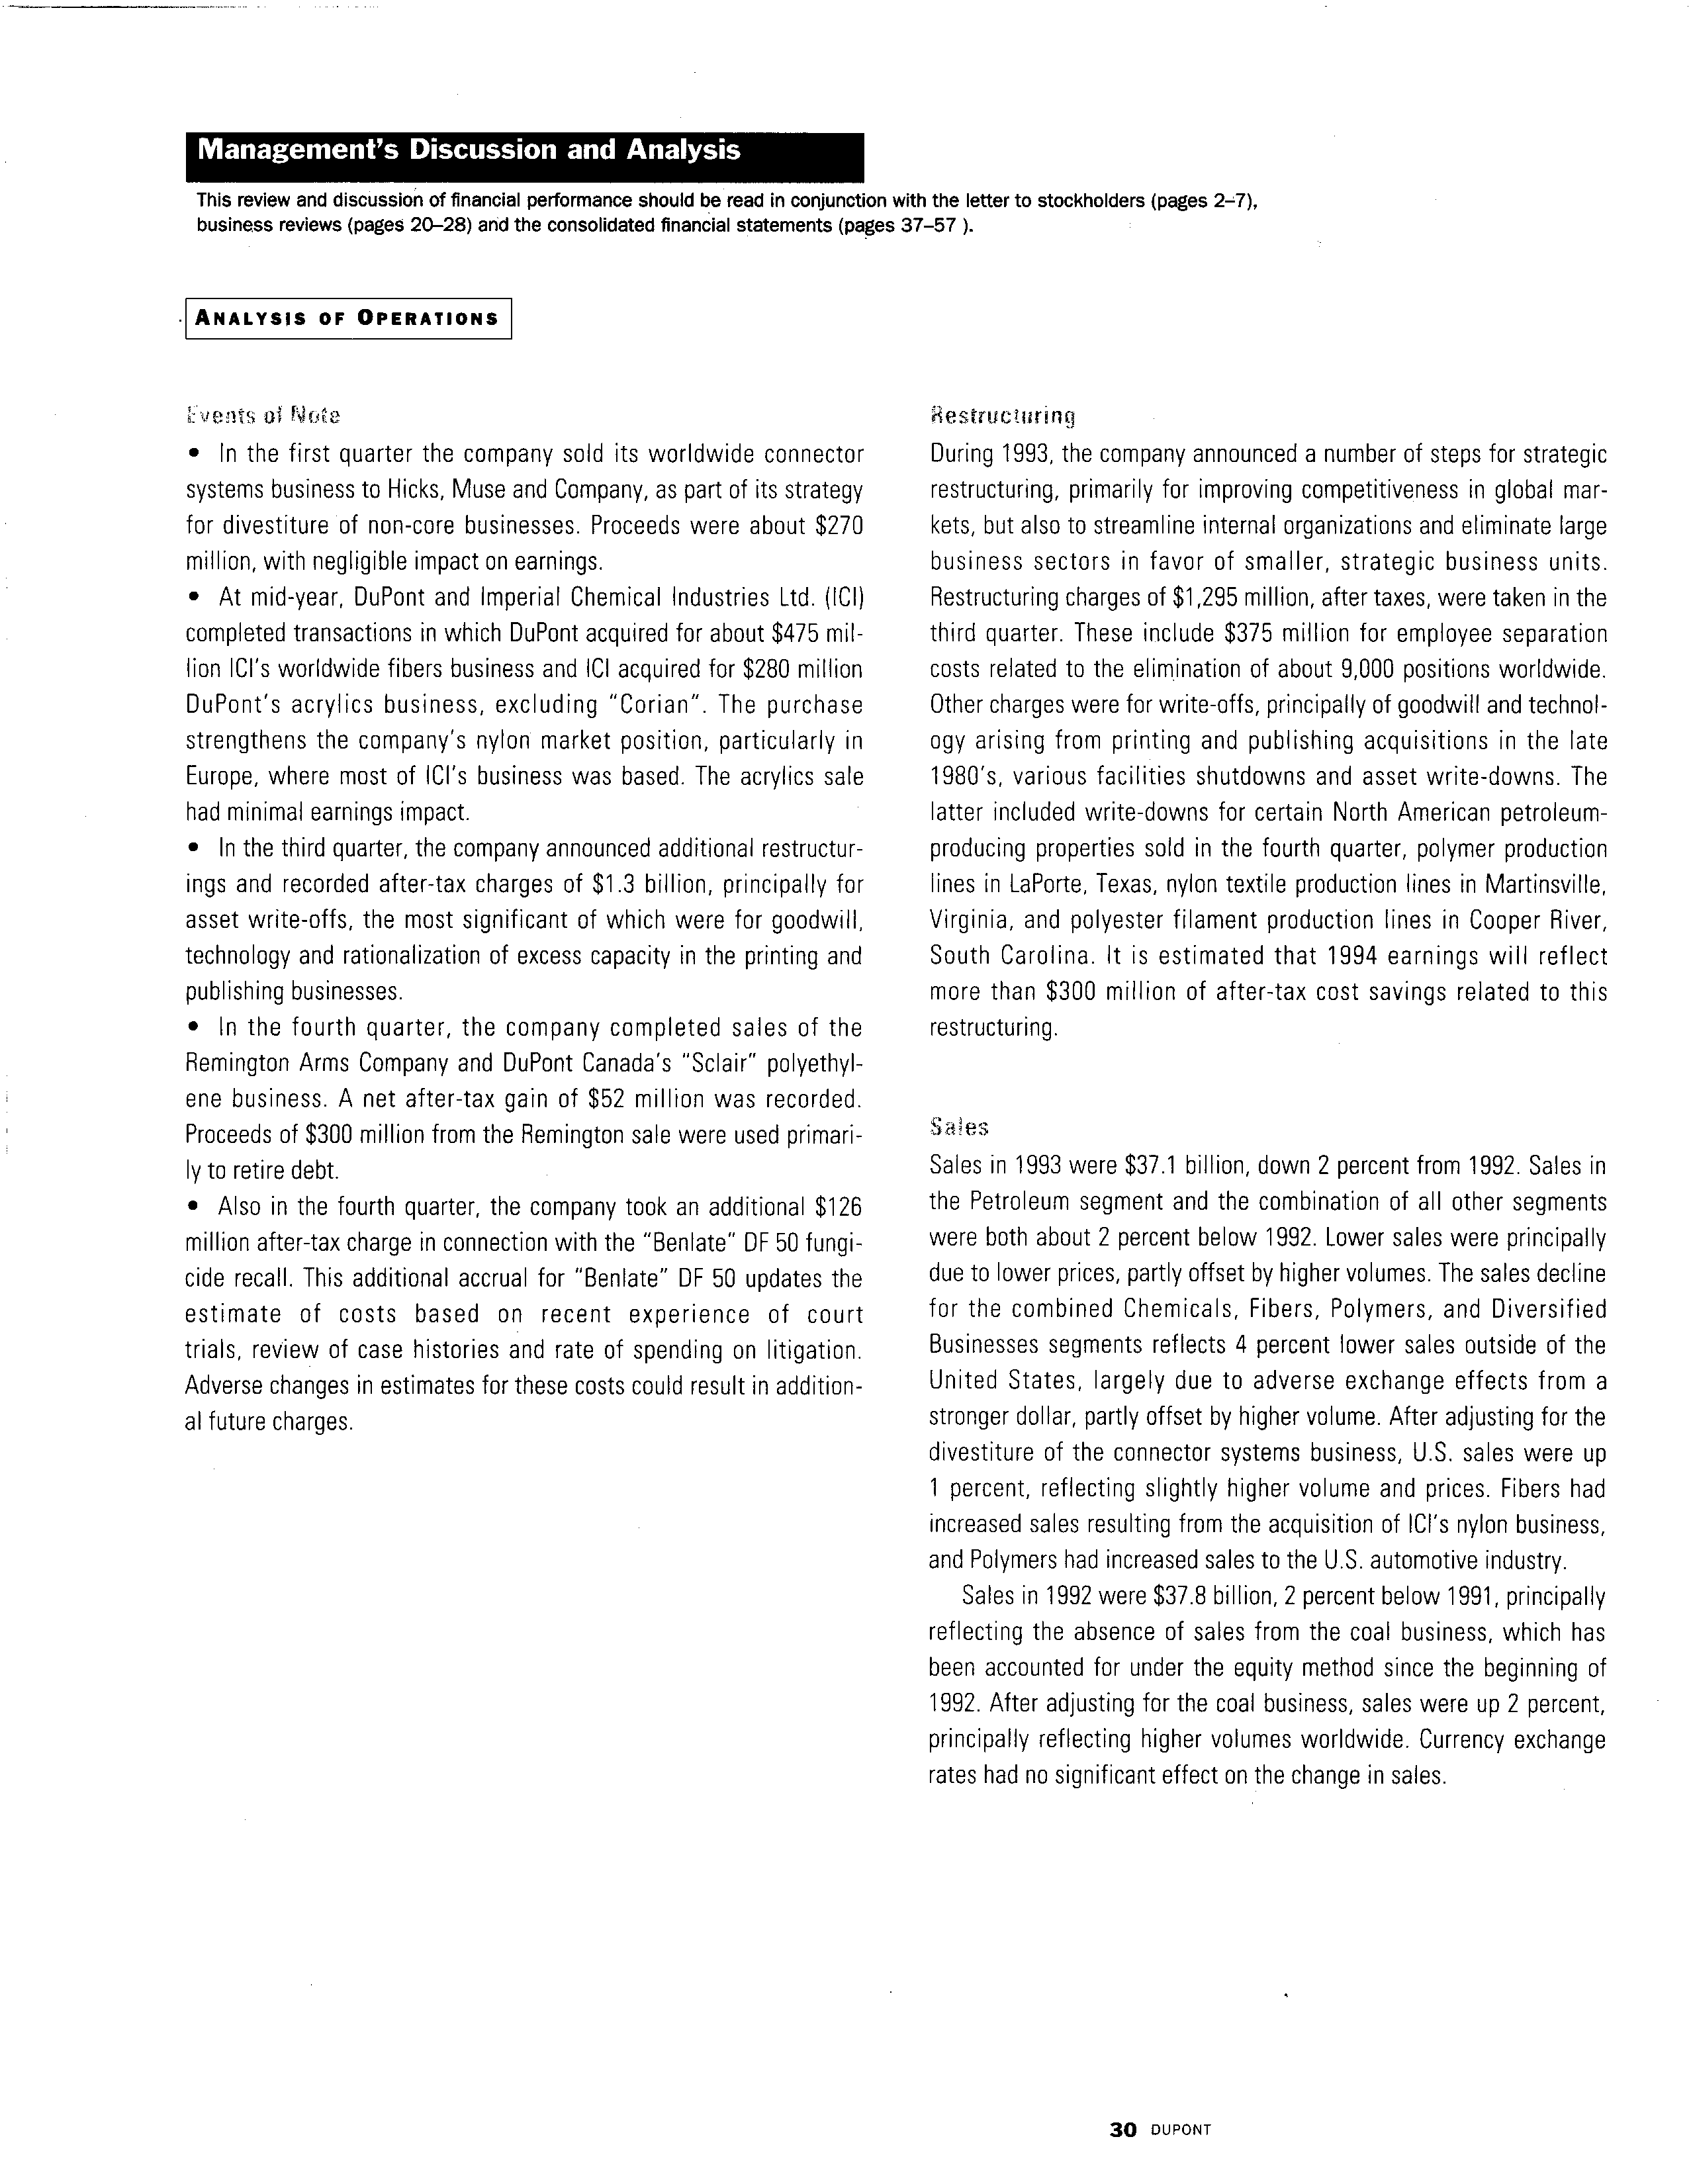 Management's Discussion and Analysis
This review and discussion of financial performance should be read in conjunction with the letter to stockholders (pages 2–7),
business reviews (pages 20–28) and the consolidated financial statements (pages 37–57 ).
ANALYSIS OF OPERATIONS
Events of Note
• In the first quarter the company sold its worldwide connector
systems business to Hicks, Muse and Company, as part of its strategy
for divestiture of non-core businesses. Proceeds were about $270
million, with negligible impact on earnings.
• At mid-year, DuPont and Imperial Chemical Industries Ltd. (ICI)
completed transactions in which DuPont acquired for about $475 mil-
lion ICI's worldwide fibers business and ICI acquired for $280 million
DuPont's acrylics business, excluding "Corian". The purchase
strengthens the company's nylon market position, particularly in
Europe, where most of ICI's business was based. The acrylics sale
had minimal earnings impact.
• In the third quarter, the company announced additional restructur-
ings and recorded after-tax charges of $1.3 billion, principally for
asset write-offs, the most significant of which were for goodwill,
technology and rationalization of excess capacity in the printing and
publishing businesses.
• In the fourth quarter, the company completed sales of the
Remington Arms Company and DuPont Canada's "Sclair" polyethyl-
ene business. A net after-tax gain of $52 million was recorded.
Proceeds of $300 million from the Remington sale were used primari-
ly to retire debt.
• Also in the fourth quarter, the company took an additional $126
million after-tax charge in connection with the "Benlate" DF 50 fungi-
cide recall. This additional accrual for "Benlate" DF 50 updates the
estimate of costs based on recent experience of court
trials, review of case histories and rate of spending on litigation.
Adverse changes in estimates for these costs could result in addition-
al future charges.
Restructuring
During 1993, the company announced a number of steps for strategic
restructuring, primarily for improving competitiveness in global mar-
kets, but also to streamline internal organizations and eliminate large
business sectors in favor of smaller, strategic business units.
Restructuring charges of $1,295 million, after taxes, were taken in the
third quarter. These include $375 million for employee separation
costs related to the elimination of about 9,000 positions worldwide.
Other charges were for write-offs, principally of goodwill and technol-
ogy arising from printing and publishing acquisitions in the late
1980's, various facilities shutdowns and asset write-downs. The
latter included write-downs for certain North American petroleum-
producing properties sold in the fourth quarter, polymer production
lines in LaPorte, Texas, nylon textile production lines in Martinsville,
Virginia, and polyester filament production lines in Cooper River,
South Carolina. It is estimated that 1994 earnings will reflect
more than $300 million of after-tax cost savings related to this
restructuring.
Sales
Sales in 1993 were $37.1 billion, down 2 percent from 1992. Sales in
the Petroleum segment and the combination of all other segments
were both about 2 percent below 1992. Lower sales were principally
due to lower prices, partly offset by higher volumes. The sales decline
for the combined Chemicals, Fibers, Polymers, and Diversified
Businesses segments reflects 4 percent lower sales outside of the
United States, largely due to adverse exchange effects from a
stronger dollar, partly offset by higher volume. After adjusting for the
divestiture of the connector systems business, U.S. sales were up
1 percent, reflecting slightly higher volume and prices. Fibers had
increased sales resulting from the acquisition of ICI's nylon business,
and Polymers had increased sales to the U.S. automotive industry.
Sales in 1992 were $37.8 billion, 2 percent below 1991, principally
reflecting the absence of sales from the coal business, which has
been accounted for under the equity method since the beginning of
1992. After adjusting for the coal business, sales were up 2 percent,
principally reflecting higher volumes worldwide. Currency exchange
rates had no significant effect on the change in sales.
30 DUPONT